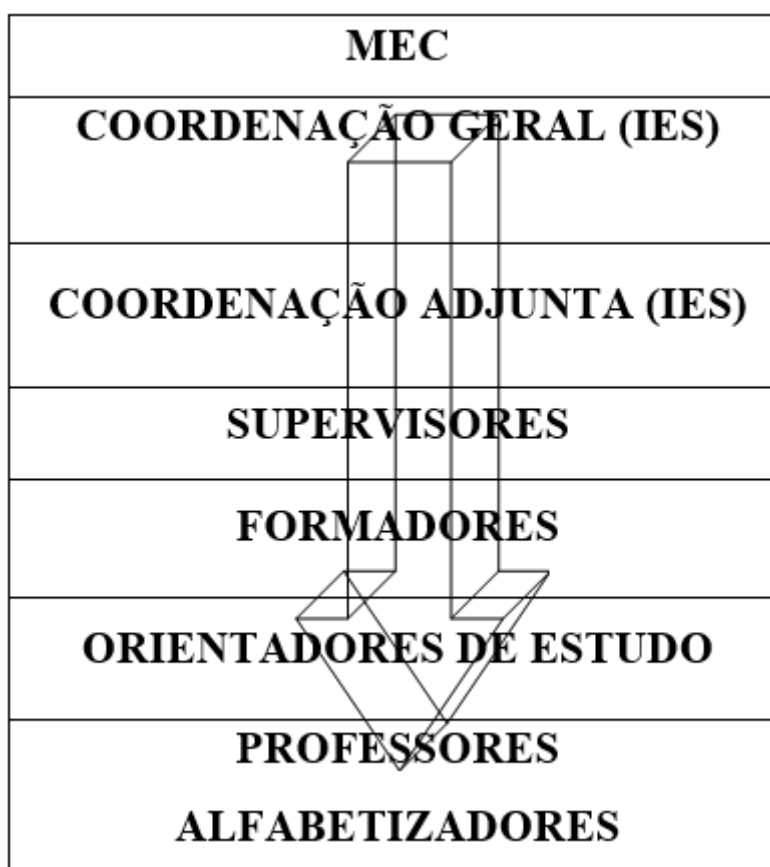 MEC
COORDENAÇÃO GERAL (IES)
COORDENAÇÃO ADJUNTA (IES)
SUPERVISORES
FORMADORES
ORIENTADORES DE ESTUDO
PROFESSORES
ALFABETIZADORES